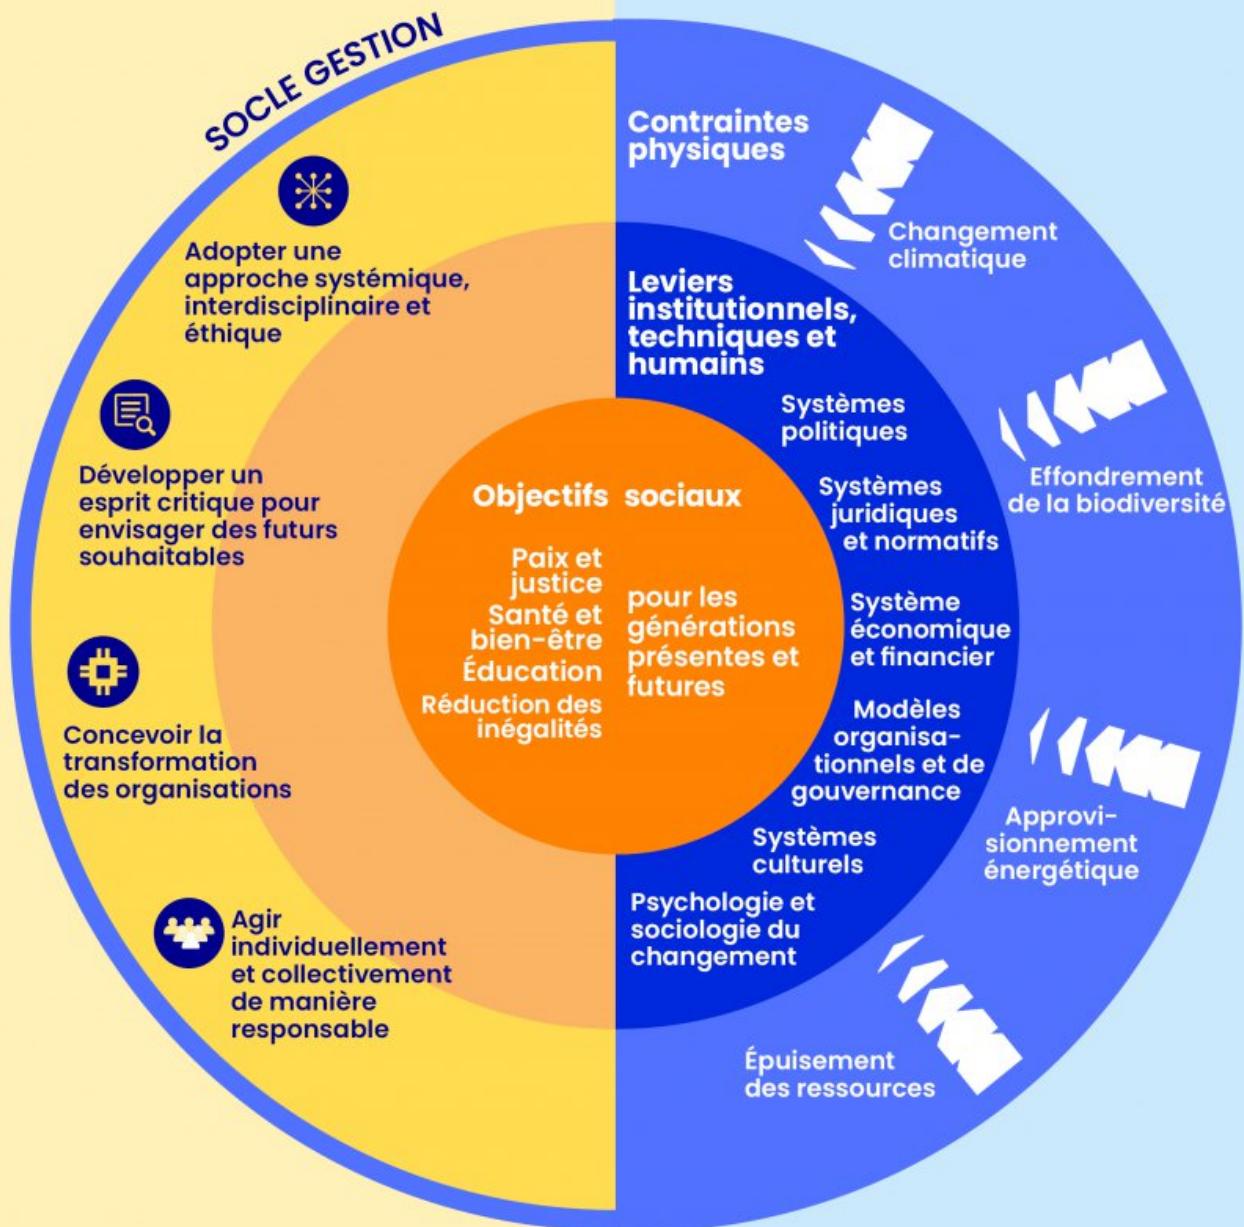 SOCLE GESTION
Adopter une
approche systémique,
interdisciplinaire et
éthique
Développer un
esprit critique pour
envisager des futurs
souhaitables
Concevoir la
transformation
des organisations
Agir
individuellement
et collectivement
de manière
responsable
Objectifs sociaux
Paix et
justice
Santé et
bien-être
Éducation
Réduction des
inégalités
pour les
générations
présentes et
futures
Leviers
institutionnels,
techniques et
humains
Systèmes
politiques
Systèmes
juridiques
et normatifs
Système
économique
et financier
Modèles
organisa-
tionnels et de
gouvernance
Systèmes
culturels
Psychologie et
sociologie du
changement
Contraintes
physiques
Changement
climatique
Effondrement
de la biodiversité
Approvi-
sionnement
énergétique
Épuisement
des ressources